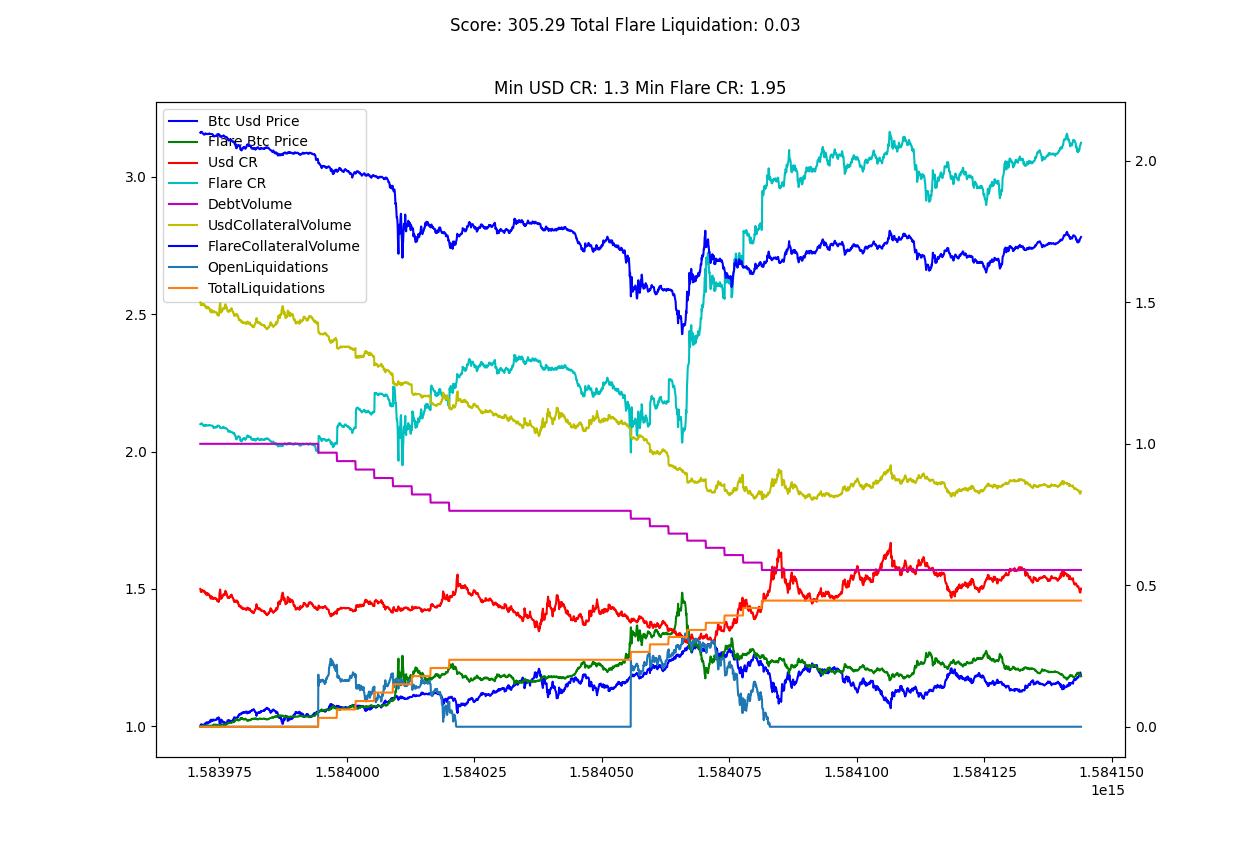 Score: 305.29 Total Flare Liquidation: 0.03
Min USD CR: 1.3 Min Flare CR: 1.95
Btc Usd Price
Flare Btc Price
Usd CR
Flare CR
DebtVolume
UsdCollateralVolume
FlareCollateralVolume
OpenLiquidations
TotalLiquidations
3.0
2.5
2.0
1.5
1.0
2.0
1.5
1.0
0.5
0.0
1.583975
1.584000
1.584025
1.584050
1.584075
1.584100
1.584125
1.584150
1e15